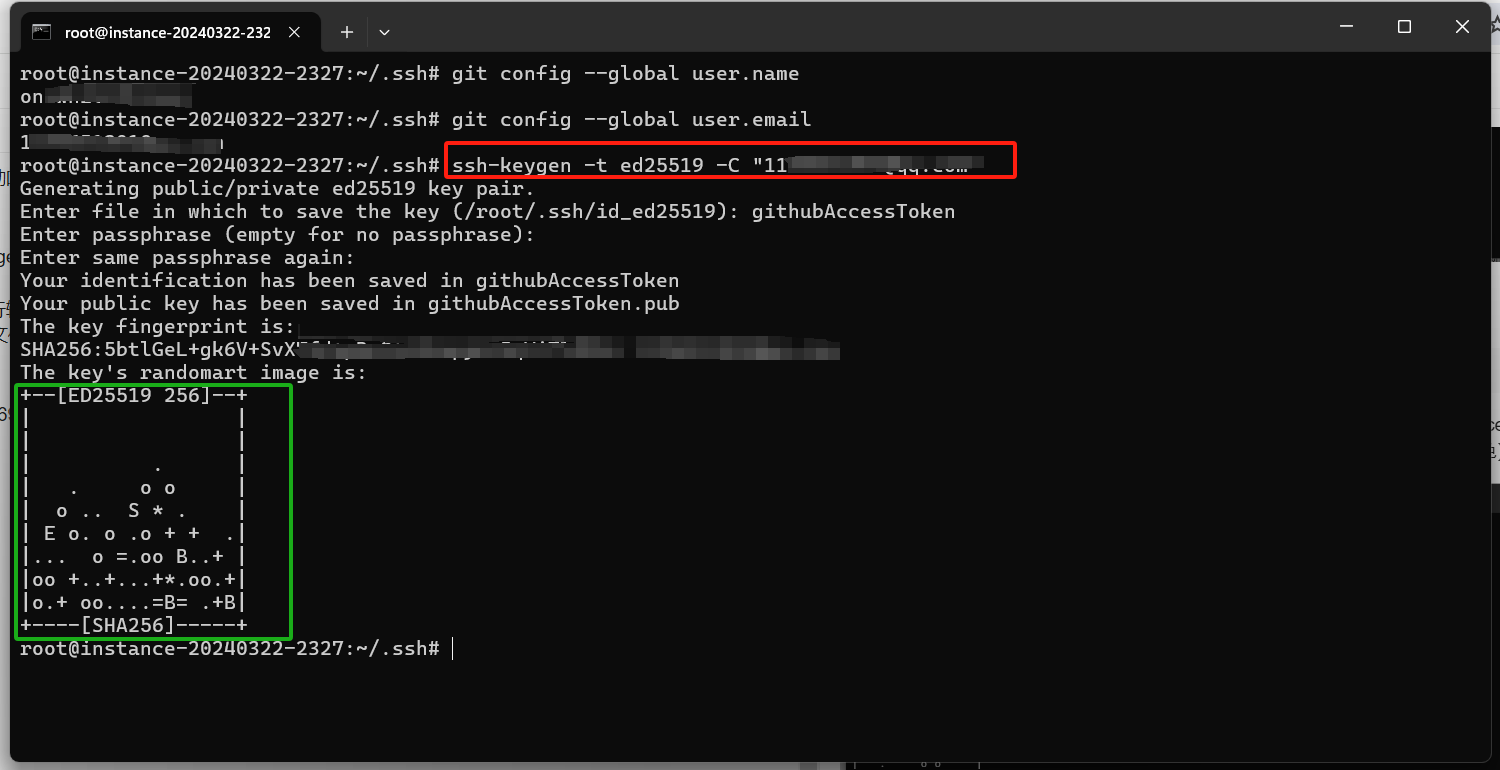 root@instance-20240322-232
root@instance-20240322-2327:~/.ssh# git config --global user.name
on
root@instance-20240322-2327:~/.ssh# git config --global user.email
1
root@instance-20240322-2327:~/.ssh# ssh-keygen -t ed25519 -C "11
Generating public/private ed25519 key pair.
Enter file in which to save the key (/root/.ssh/id_ed25519): githubAccessToken
Enter passphrase (empty for no passphrase):
Enter same passphrase again:
Your identification has been saved in githubAccessToken
Your public key has been saved in githubAccessToken.pub
The key fingerprint is:
SHA256:5btlGeL+gk6V+SvX
The key's randomart image is:
+--[ED25519 256]--+
|                 |
|                 |
|          .      |
|   .     o o     |
|  o ..  S * .    |
| E o. o .o + +  .|
|...  o =.oo B..+ |
|oo +..+...+*.oo.+|
|o.+ oo....=B= .+B|
+----[SHA256]-----+
root@instance-20240322-2327:~/.ssh#